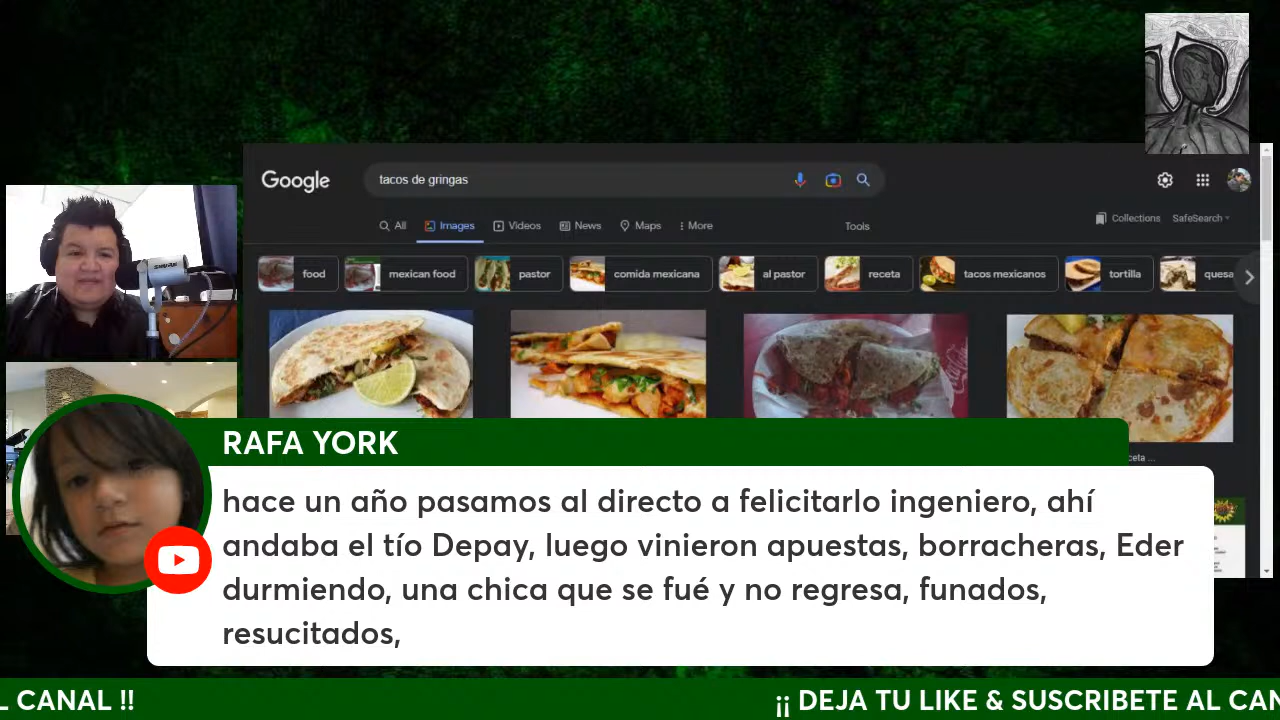 Google
tacos de gringas
All Images Videos News Maps More
Tools
Collections SafeSearch
food mexican food pastor comida mexicana al pastor receta tacos mexicanos tortilla quesa
SHURE
RAFA YORK
eceta ...
hace un año pasamos al directo a felicitarlo ingeniero, ahí
andaba el tío Depay, luego vinieron apuestas, borracheras, Eder
durmiendo, una chica que se fué y no regresa, funados,
resucitados,
L CANAL !! ¡¡ DEJA TU LIKE & SUSCRIBETE AL CAN